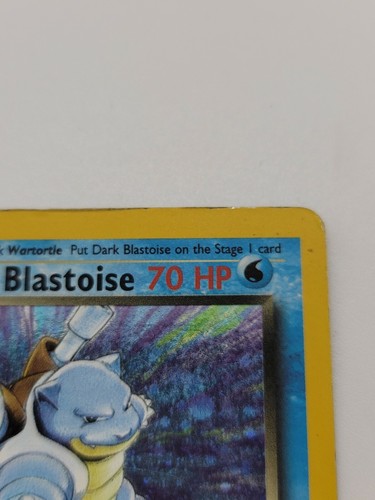 Wartortle Put Dark Blastoise on the Stage 1 card
Blastoise 70 HP